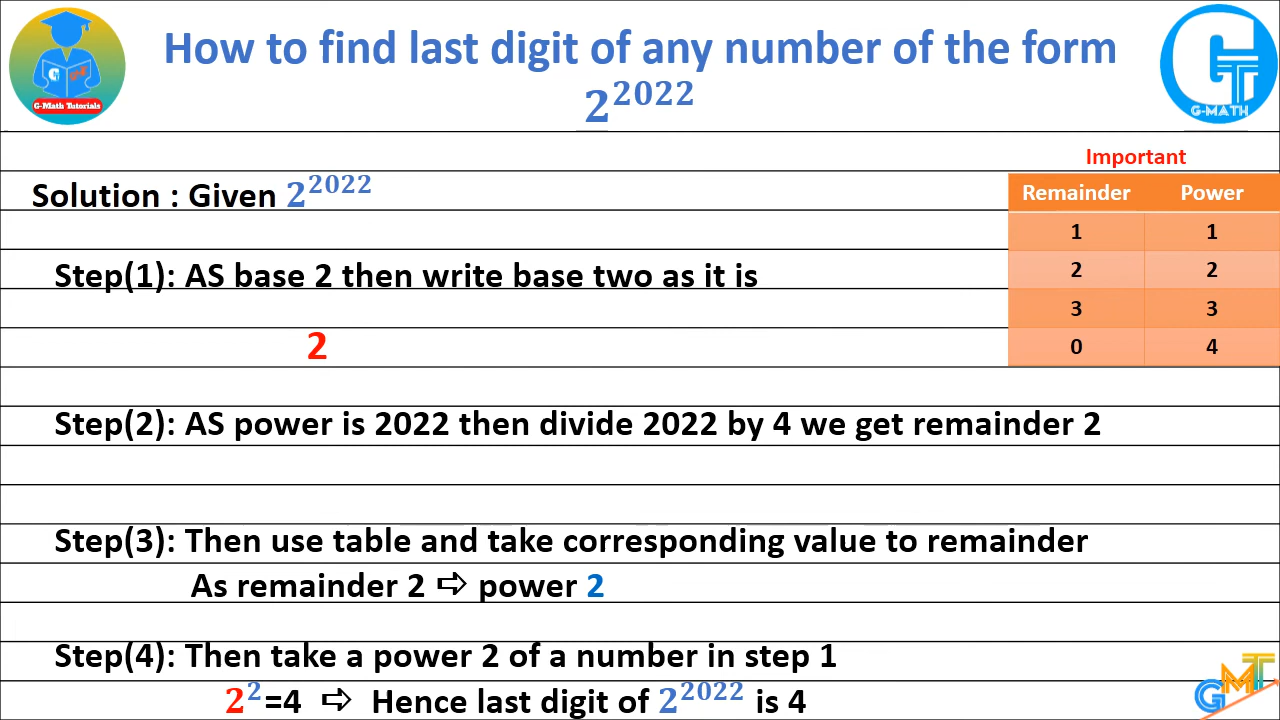 How to find last digit of any number of the form
2^2022
G-Math Tutorials
G-MATH
Important
Remainder Power
1 1
2 2
3 3
0 4
Solution : Given 2^2022
Step(1): AS base 2 then write base two as it is
2
Step(2): AS power is 2022 then divide 2022 by 4 we get remainder 2
Step(3): Then use table and take corresponding value to remainder
As remainder 2 ⇨ power 2
Step(4): Then take a power 2 of a number in step 1
2^2=4 ⇨ Hence last digit of 2^2022 is 4
GMT